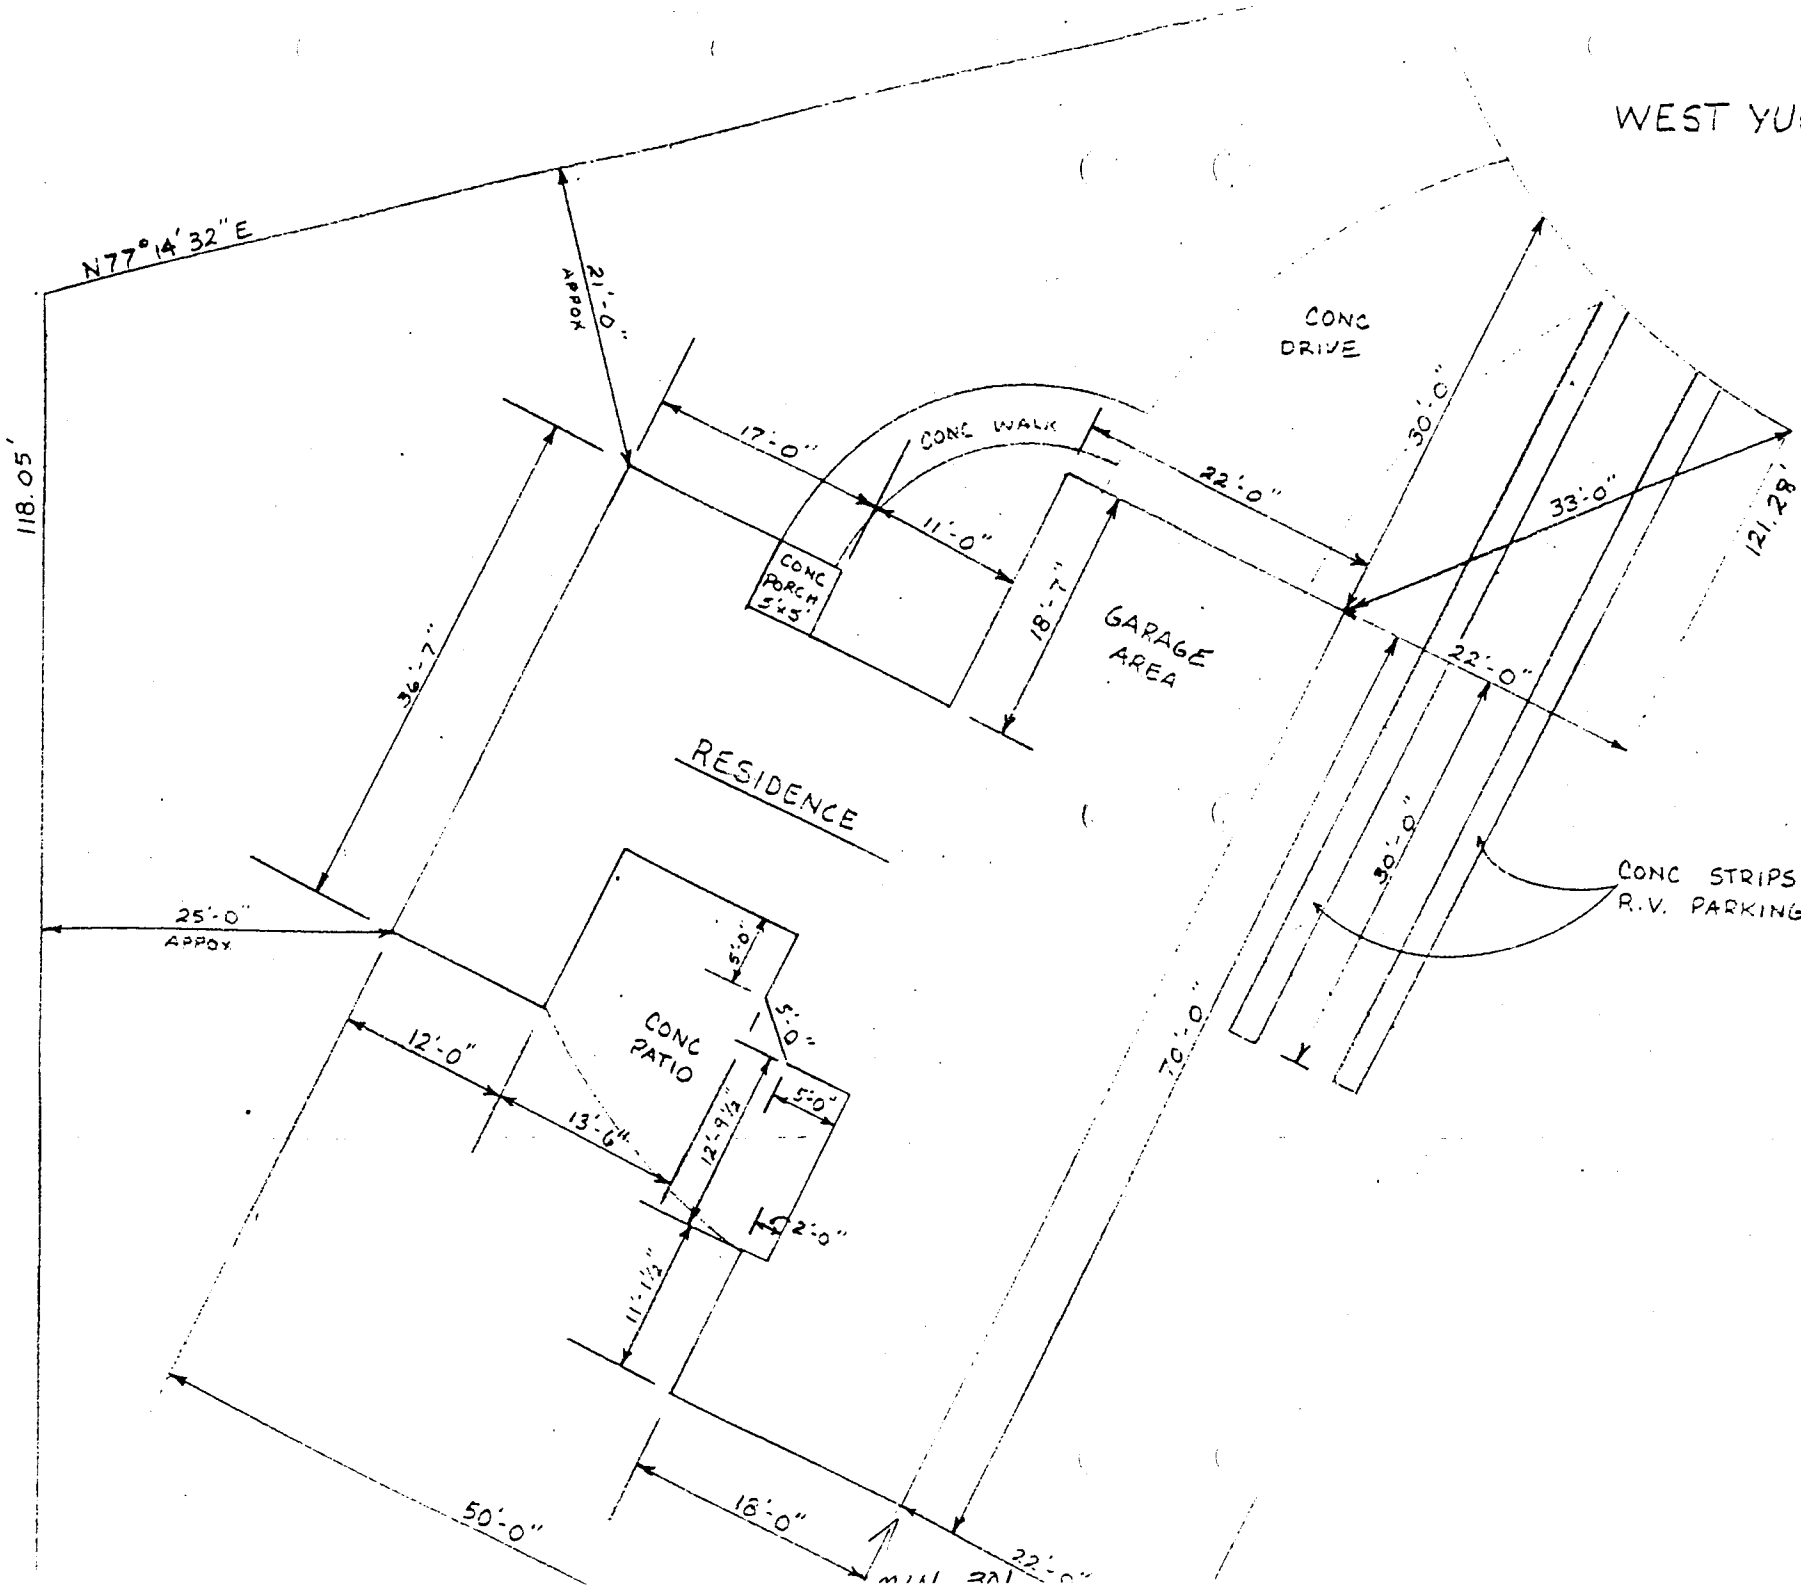 WEST
N77°14'32"E
21'-0"
APPOX
118.05'
17'-0"
CONC WALK
CONC
DRIVE
30'-0"
22'-0"
33'-0"
121.28'
11'-0"
CONC
PORCH
5'x5'
18'-7"
GARAGE
AREA
22'-0"
36'-7"
RESIDENCE
30'-0"
CONC STRIPS
R.V. PARKING
25'-0"
APPOX
5'-0"
5'-0"
CONC
PATIO
12'-0"
13'-6"
12'-9½"
5'-0"
2'-0"
70'-0"
11'-1½"
50'-0"
18'-0"
22'-0"